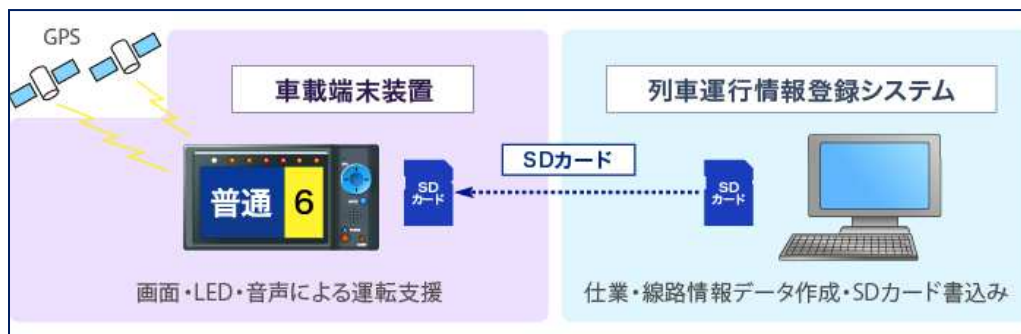 GPS
車載端末装置
列車運行情報登録システム
SDカード
普通 6
SD
カード
SD
カード
画面・LED・音声による運転支援
仕業・線路情報データ作成・SDカード書込み